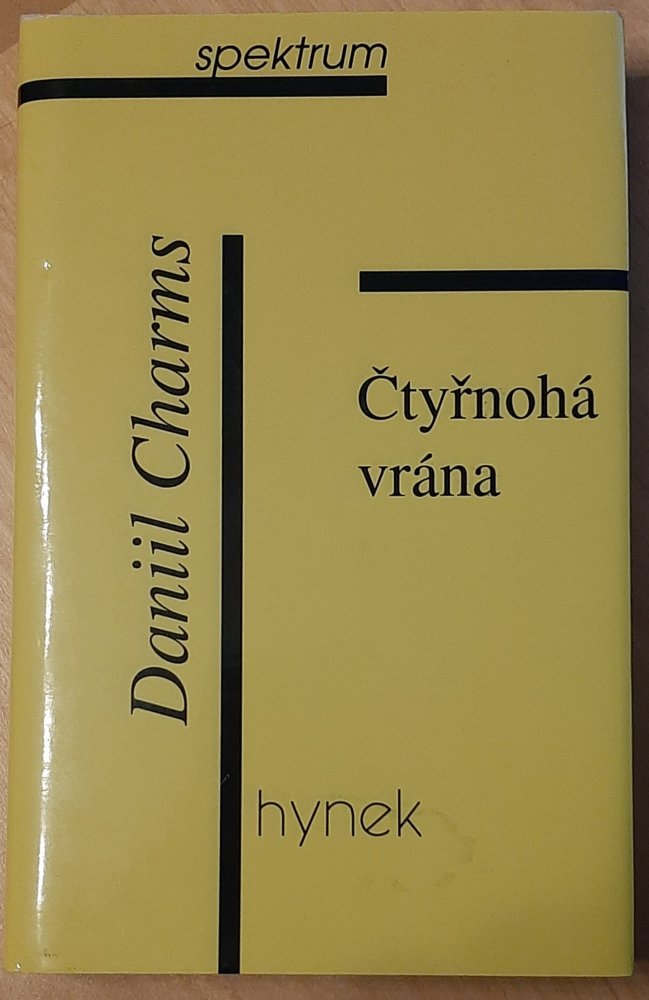 spektrum
Daniil Charms
Čtyřnohá
vrána
hynek